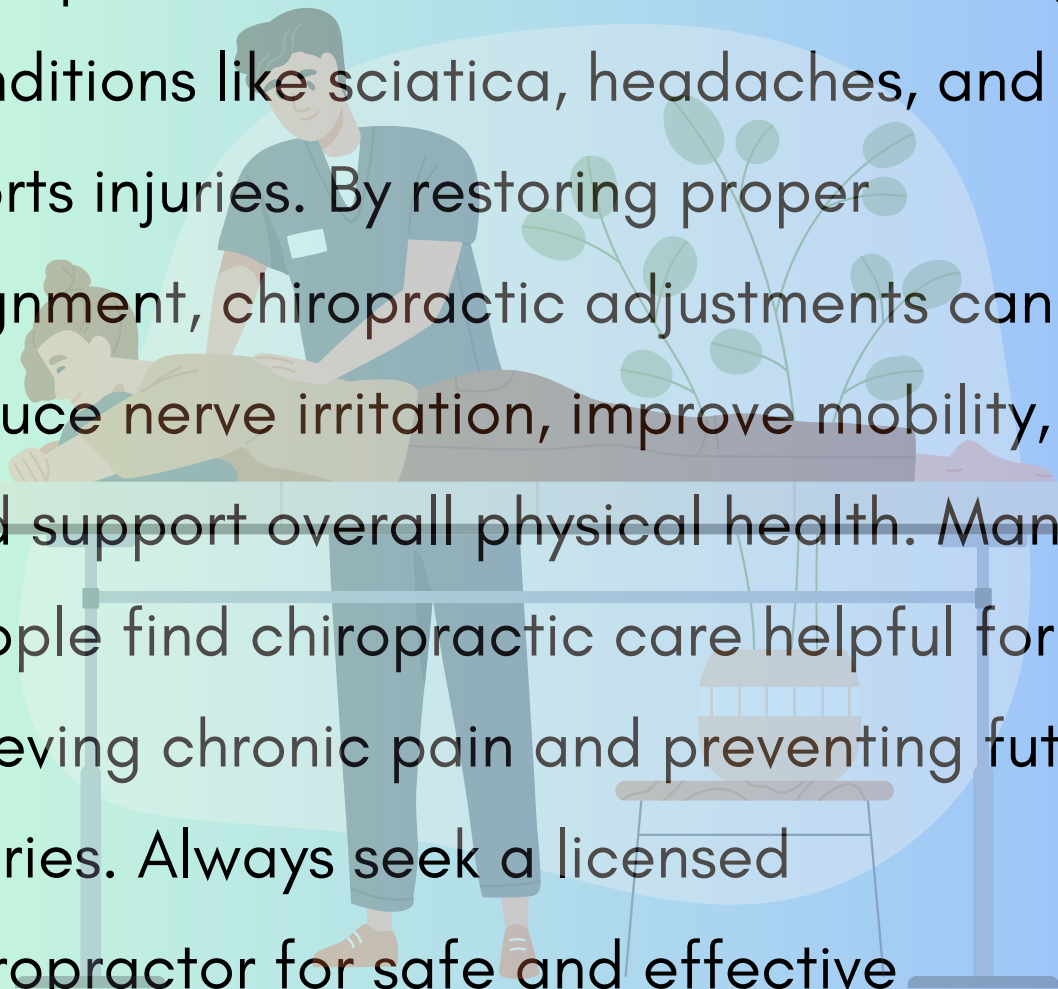 nditions like sciatica, headaches, and
orts injuries. By restoring proper
gnment, chiropractic adjustments can
uce nerve irritation, improve mobility,
d support overall physical health. Man
ople find chiropractic care helpful for
eving chronic pain and preventing fut
ries. Always seek a licensed
ropractor for safe and effective